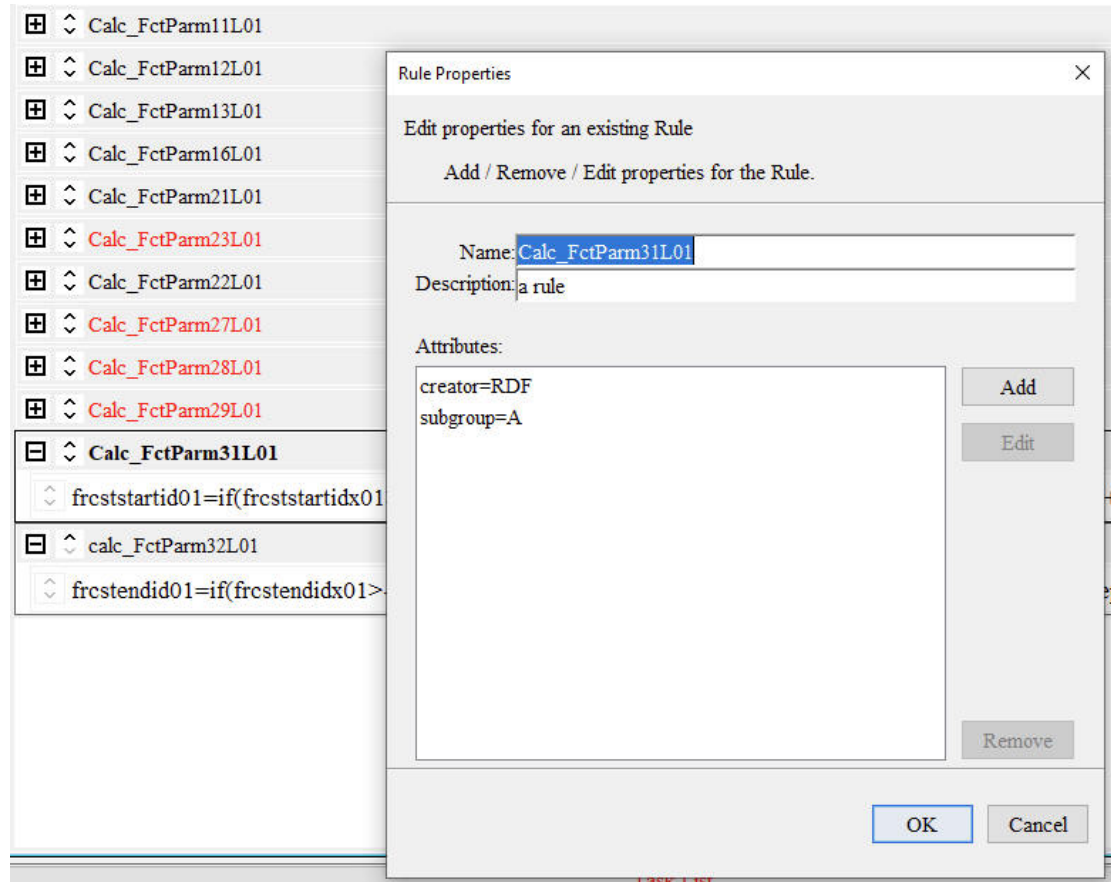 Calc_FctParm11L01
Calc_FctParm12L01
Calc_FctParm13L01
Calc_FctParm16L01
Calc_FctParm21L01
Calc_FctParm23L01
Calc_FctParm22L01
Calc_FctParm27L01
Calc_FctParm28L01
Calc_FctParm29L01
Calc_FctParm31L01
frcststartid01=if(frcststartidx01
calc_FctParm32L01
frcstendid01=if(frcstendidx01>
Rule Properties
Edit properties for an existing Rule
Add / Remove / Edit properties for the Rule.
Name: Calc_FctParm31L01
Description: a rule
Attributes:
creator=RDF
subgroup=A
Add
Edit
Remove
OK
Cancel